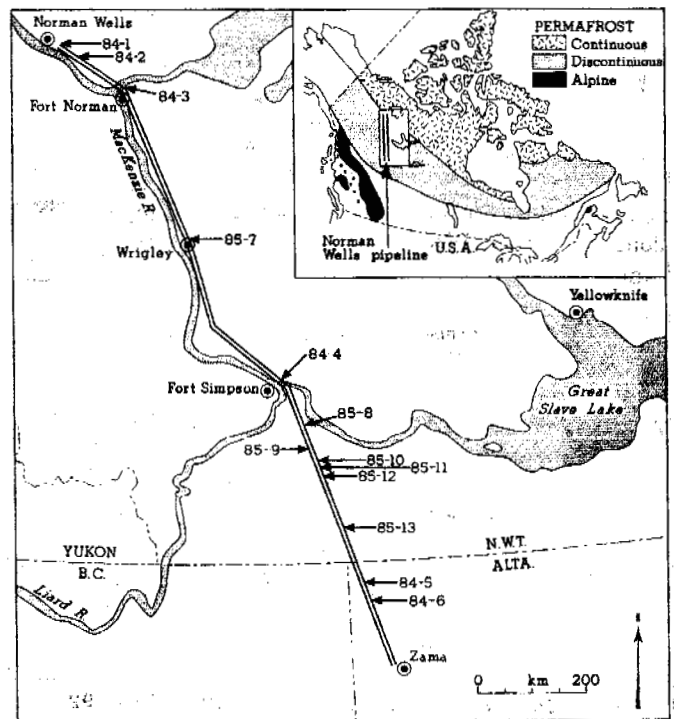 Norman Wells
84-1
84-2
84-3
Fort Norman
MacKenzie R.
85-7
Wrigley
84-4
Fort Simpson
85-8
85-9
85-10
85-11
85-12
85-13
YUKON
B.C.
N.W.T.
ALTA.
84-5
84-6
Liard R.
Zama
0 km 200
Yellowknife
Great
Slave Lake
PERMAFROST
Continuous
Discontinuous
Alpine
Norman
Wells pipeline
U.S.A.